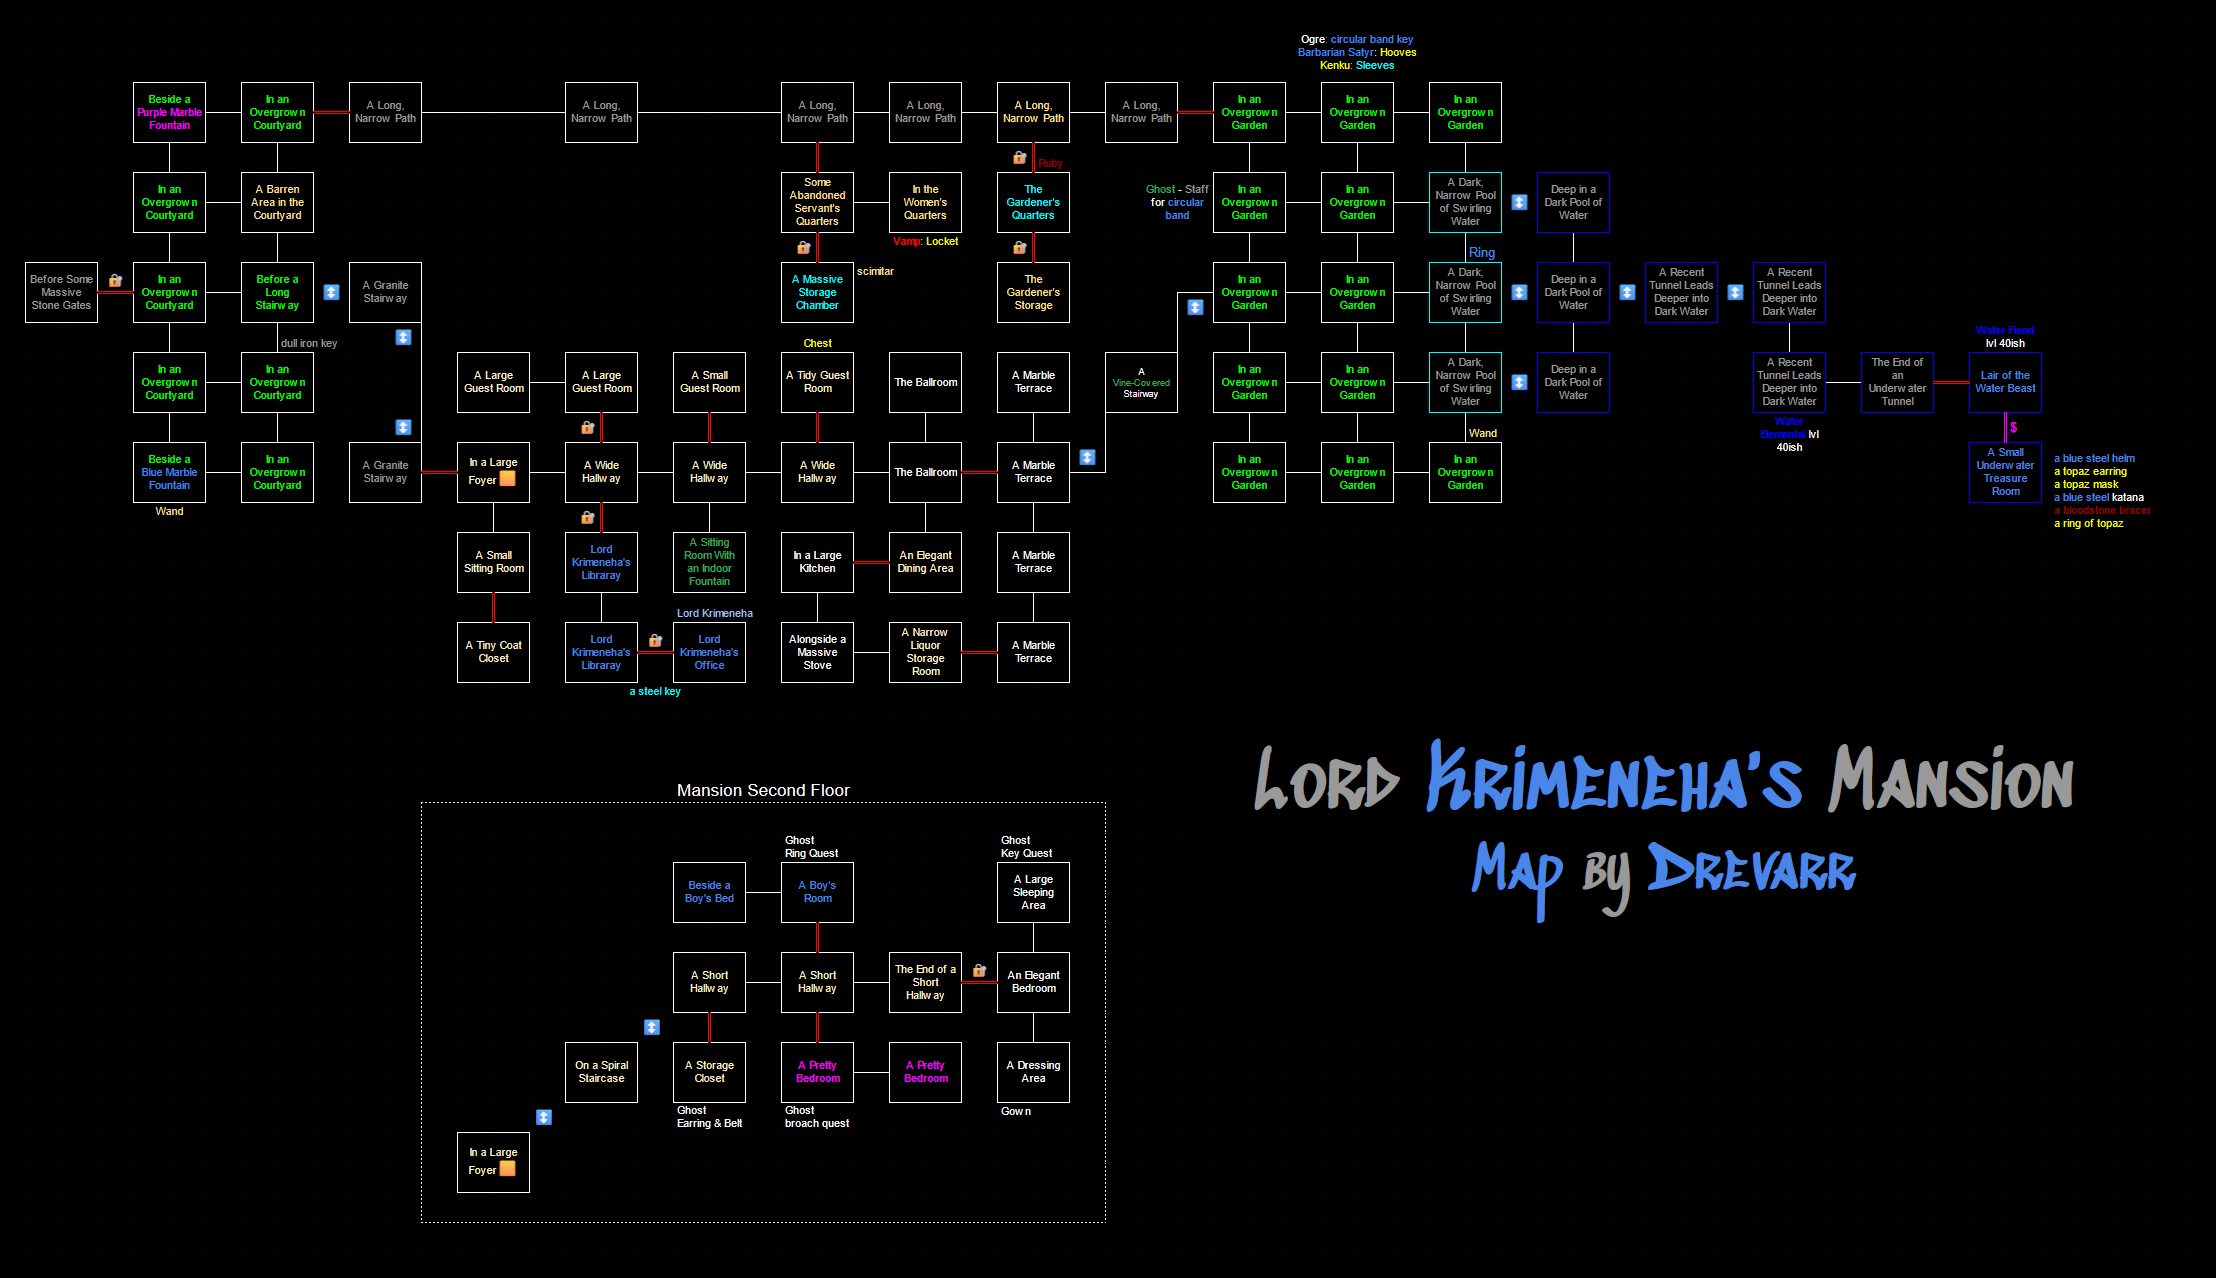 Ogre: circular band key
Barbarian Satyr: Hooves
Kenku: Sleeves
Beside a
Purple Marble
Fountain
In an
Overgrown
Courtyard
A Long,
Narrow Path
A Long,
Narrow Path
A Long,
Narrow Path
A Long,
Narrow Path
A Long,
Narrow Path
A Long,
Narrow Path
In an
Overgrown
Garden
In an
Overgrown
Garden
In an
Overgrown
Garden
Ruby
In an
Overgrown
Courtyard
A Barren
Area in the
Courtyard
Some
Abandoned
Servant's
Quarters
In the
Women's
Quarters
The
Gardener's
Quarters
Ghost - Staff
for circular
band
In an
Overgrown
Garden
In an
Overgrown
Garden
A Dark,
Narrow Pool
of Swirling
Water
Deep in a
Dark Pool of
Water
Vamp: Locket
Ring
Before Some
Massive
Stone Gates
In an
Overgrown
Courtyard
Before a
Long
Stairway
A Granite
Stairway
A Massive
Storage
Chamber
scimitar
The
Gardener's
Storage
In an
Overgrown
Garden
In an
Overgrown
Garden
A Dark,
Narrow Pool
of Swirling
Water
Deep in a
Dark Pool of
Water
A Recent
Tunnel Leads
Deeper into
Dark Water
A Recent
Tunnel Leads
Deeper into
Dark Water
dull iron key
Chest
Water Fiend
lvl 40ish
In an
Overgrown
Courtyard
In an
Overgrown
Courtyard
A Large
Guest Room
A Large
Guest Room
A Small
Guest Room
A Tidy Guest
Room
The Ballroom
A Marble
Terrace
A
Vine-Covered
Stairway
In an
Overgrown
Garden
In an
Overgrown
Garden
A Dark,
Narrow Pool
of Swirling
Water
Deep in a
Dark Pool of
Water
A Recent
Tunnel Leads
Deeper into
Dark Water
The End of
an
Underwater
Tunnel
Lair of the
Water Beast
Water
Elemental lvl
40ish
$
Wand
Beside a
Blue Marble
Fountain
In an
Overgrown
Courtyard
A Granite
Stairway
In a Large
Foyer
A Wide
Hallway
A Wide
Hallway
A Wide
Hallway
The Ballroom
A Marble
Terrace
In an
Overgrown
Garden
In an
Overgrown
Garden
In an
Overgrown
Garden
A Small
Underwater
Treasure
Room
a blue steel helm
a topaz earring
a topaz mask
a blue steel katana
a bloodstone bracer
a ring of topaz
Wand
A Small
Sitting Room
Lord
Krimeneha's
Libraray
A Sitting
Room With
an Indoor
Fountain
In a Large
Kitchen
An Elegant
Dining Area
A Marble
Terrace
Lord Krimeneha
A Tiny Coat
Closet
Lord
Krimeneha's
Libraray
Lord
Krimeneha's
Office
Alongside a
Massive
Stove
A Narrow
Liquor
Storage
Room
A Marble
Terrace
a steel key
Lord Krimeneha's Mansion
Map by Drevarr
Mansion Second Floor
Ghost
Ring Quest
Ghost
Key Quest
Beside a
Boy's Bed
A Boy's
Room
A Large
Sleeping
Area
A Short
Hallway
A Short
Hallway
The End of a
Short
Hallway
An Elegant
Bedroom
On a Spiral
Staircase
A Storage
Closet
A Pretty
Bedroom
A Pretty
Bedroom
A Dressing
Area
Ghost
Earring & Belt
Ghost
broach quest
Gown
In a Large
Foyer